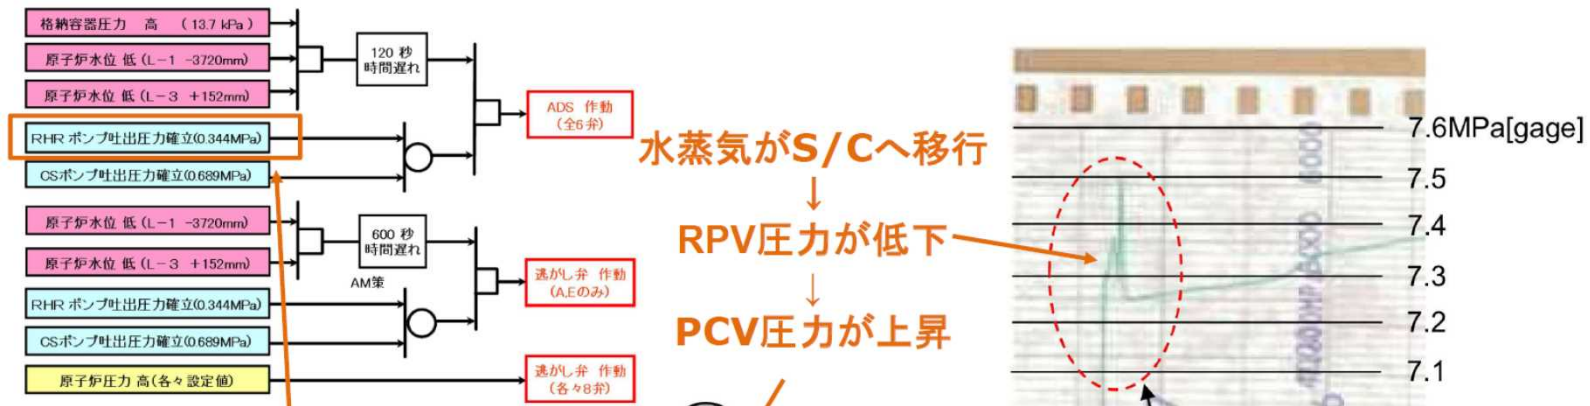 格納容器圧力 高 (13.7 kPa)
原子炉水位 低 (L-1 -3720mm)
原子炉水位 低 (L-3 +152mm)
RHR ポンプ吐出圧力確立(0.344MPa)
CSポンプ吐出圧力確立(0.689MPa)
120 秒
時間遅れ
ADS 作動
(全6弁)
原子炉水位 低 (L-1 -3720mm)
原子炉水位 低 (L-3 +152mm)
RHR ポンプ吐出圧力確立(0.344MPa)
CSポンプ吐出圧力確立(0.689MPa)
原子炉圧力 高(各々設定値)
600 秒
時間遅れ
AM策
逃がし弁 作動
(A,Eのみ)
逃がし弁 作動
(各々8弁)
水蒸気がS/Cへ移行
↓
RPV圧力が低下
↓
PCV圧力が上昇
7.6MPa[gage]
7.5
7.4
7.3
7.2
7.1
6000